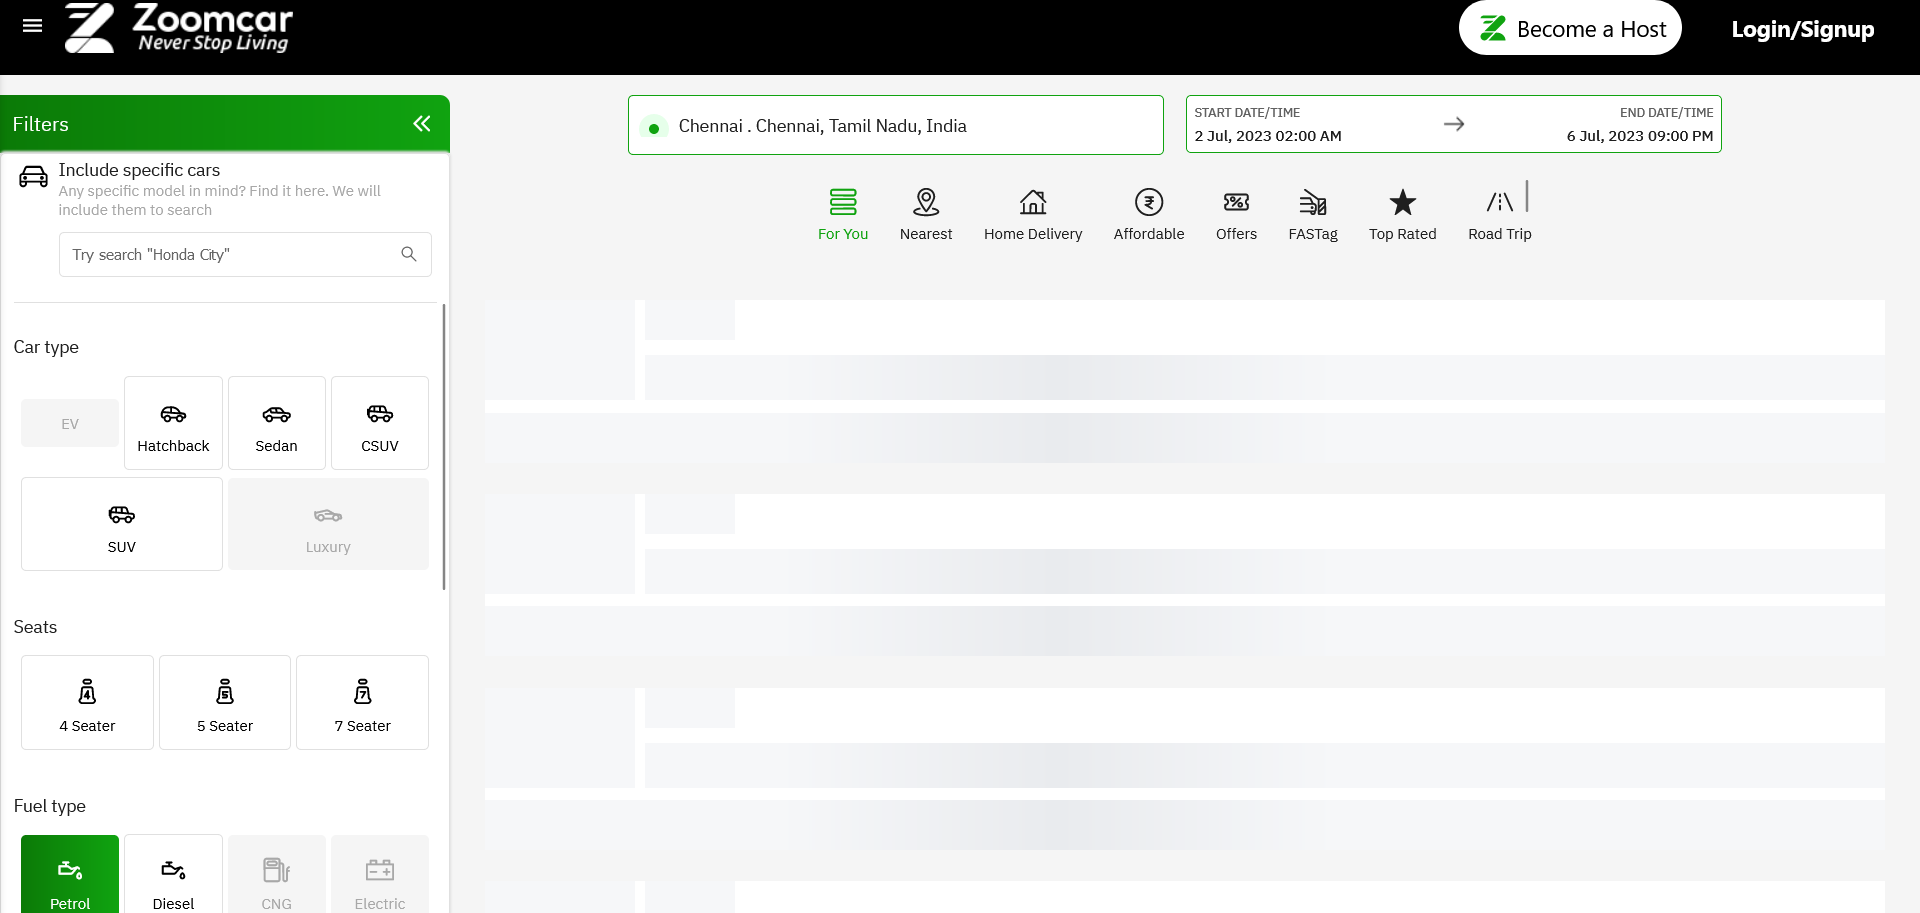 Zoomcar
Never Stop Living
Become a Host
Login/Signup
Filters
Chennai . Chennai, Tamil Nadu, India
START DATE/TIME
2 Jul, 2023 02:00 AM
END DATE/TIME
6 Jul, 2023 09:00 PM
Include specific cars
Any specific model in mind? Find it here. We will
include them to search
Try search "Honda City"
For You
Nearest
Home Delivery
Affordable
Offers
FASTag
Top Rated
Road Trip
Car type
EV
Hatchback
Sedan
CSUV
SUV
Luxury
Seats
4
4 Seater
5
5 Seater
7
7 Seater
Fuel type
Petrol
Diesel
CNG
Electric